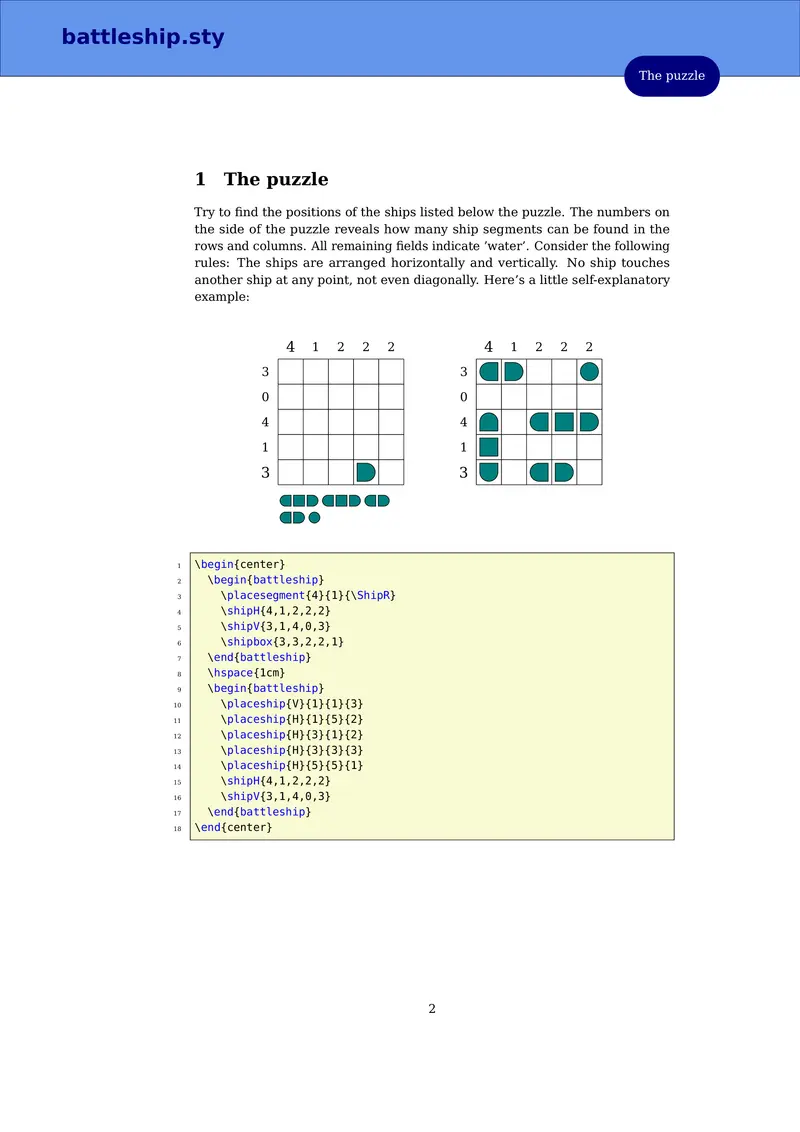 battleship.sty
The puzzle
1 The puzzle
Try to find the positions of the ships listed below the puzzle. The numbers on
the side of the puzzle reveals how many ship segments can be found in the
rows and columns. All remaining fields indicate ’water’. Consider the following
rules: The ships are arranged horizontally and vertically. No ship touches
another ship at any point, not even diagonally. Here’s a little self-explanatory
example:
4 1 2 2 2
3
0
4
1
3
4 1 2 2 2
3
0
4
1
3
1 \begin{center}
2 \begin{battleship}
3 \placesegment{4}{1}{\ShipR}
4 \shipH{4,1,2,2,2}
5 \shipV{3,1,4,0,3}
6 \shipbox{3,3,2,2,1}
7 \end{battleship}
8 \hspace{1cm}
9 \begin{battleship}
10 \placeship{V}{1}{1}{3}
11 \placeship{H}{1}{5}{2}
12 \placeship{H}{3}{1}{2}
13 \placeship{H}{3}{3}{3}
14 \placeship{H}{5}{5}{1}
15 \shipH{4,1,2,2,2}
16 \shipV{3,1,4,0,3}
17 \end{battleship}
18 \end{center}
2